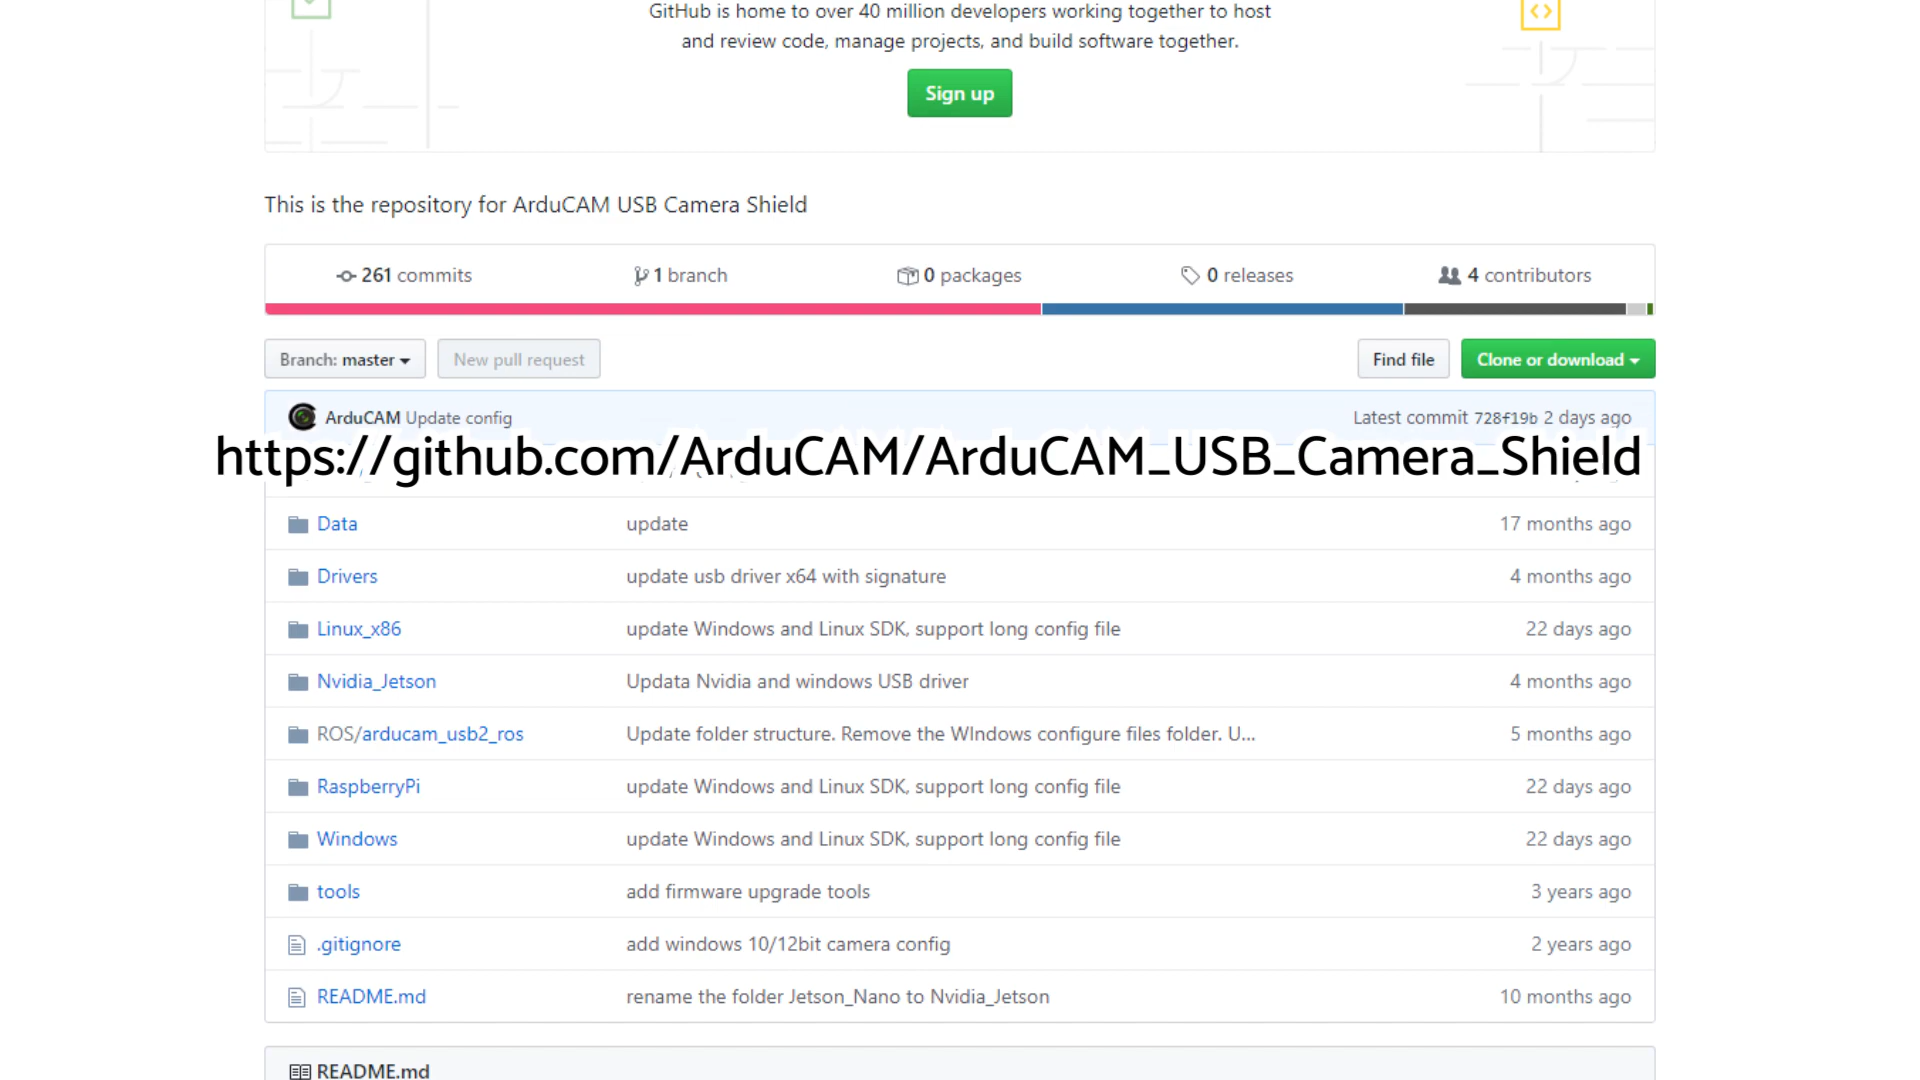 GitHub is home to over 40 million developers working together to host
and review code, manage projects, and build software together.
Sign up
This is the repository for ArduCAM USB Camera Shield
261 commits 1 branch 0 packages 0 releases 4 contributors
Branch: master New pull request Find file Clone or download
ArduCAM Update config Latest commit 728f19b 2 days ago
https://github.com/ArduCAM/ArduCAM_USB_Camera_Shield
Data update 17 months ago
Drivers update usb driver x64 with signature 4 months ago
Linux_x86 update Windows and Linux SDK, support long config file 22 days ago
Nvidia_Jetson Updata Nvidia and windows USB driver 4 months ago
ROS/arducam_usb2_ros Update folder structure. Remove the WIndows configure files folder. U... 5 months ago
RaspberryPi update Windows and Linux SDK, support long config file 22 days ago
Windows update Windows and Linux SDK, support long config file 22 days ago
tools add firmware upgrade tools 3 years ago
.gitignore add windows 10/12bit camera config 2 years ago
README.md rename the folder Jetson_Nano to Nvidia_Jetson 10 months ago
README.md